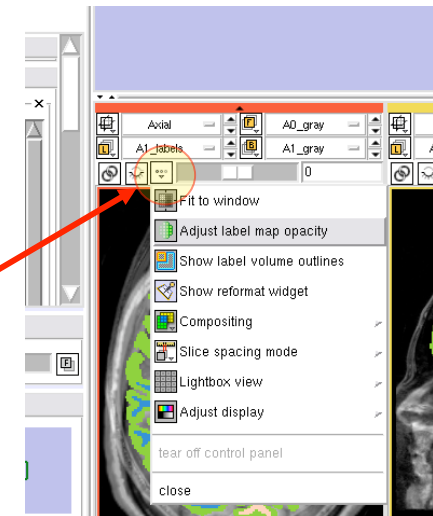 Axial F A0_gray
L A1_labels B A1_gray
0
Fit to window
Adjust label map opacity
Show label volume outlines
Show reformat widget
Compositing
Slice spacing mode
Lightbox view
F
Adjust display
tear off control panel
close